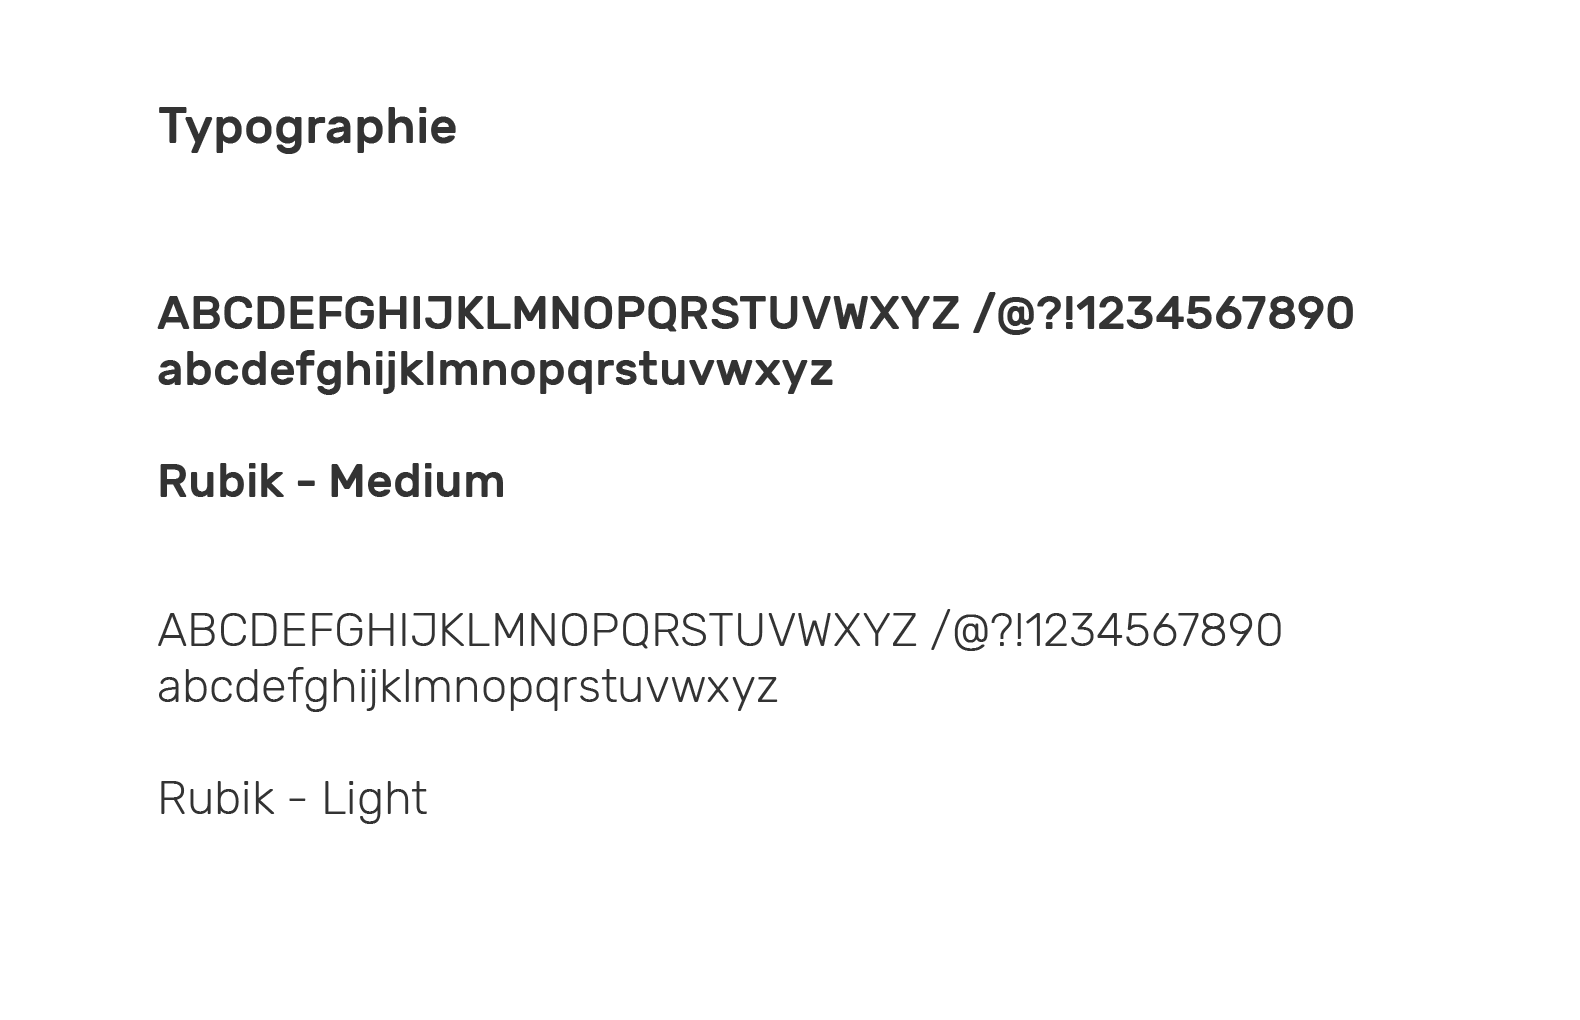 Typographie
ABCDEFGHIJKLMNOPQRSTUVWXYZ /@?!1234567890
abcdefghijklmnopqrstuvwxyz
Rubik - Medium
ABCDEFGHIJKLMNOPQRSTUVWXYZ /@?!1234567890
abcdefghijklmnopqrstuvwxyz
Rubik - Light